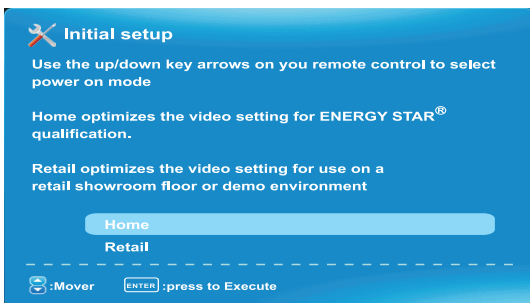 Initial setup
Use the up/down key arrows on you remote control to select
power on mode
Home optimizes the video setting for ENERGY STAR®
qualification.
Retail optimizes the video setting for use on a
retail showroom floor or demo environment
Home
Retail
:Mover ENTER :press to Execute